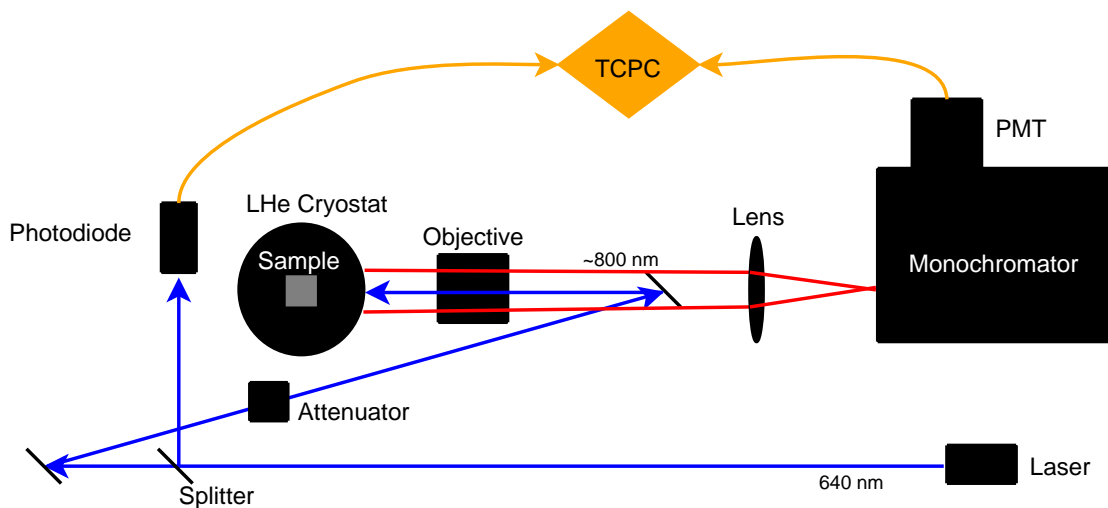 TCPC
PMT
LHe Cryostat
Photodiode
Objective
Lens
Sample
~800 nm
Monochromator
Attenuator
Splitter
640 nm
Laser